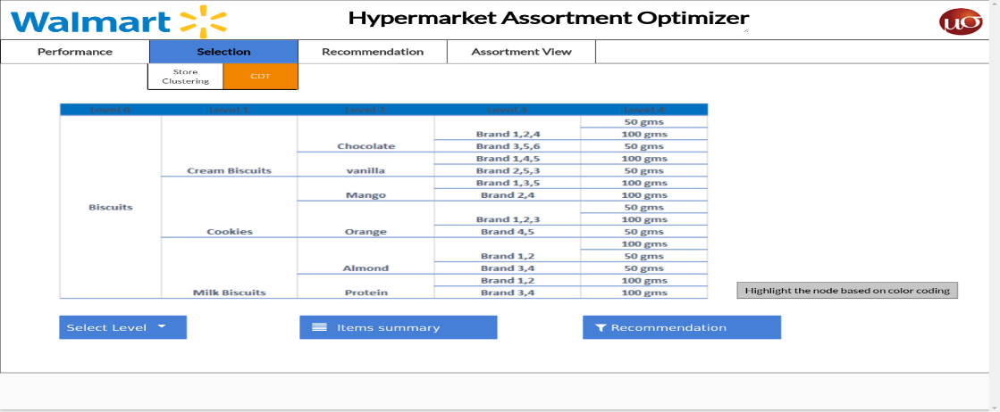 Walmart
Hypermarket Assortment Optimizer
uo
Performance Selection Recommendation Assortment View
Store Clustering CDT
Level 0 Level 1 Level 2 Level 3 Level 4
50 gms
Brand 1,2,4 100 gms
Chocolate Brand 3,5,6 50 gms
Brand 1,4,5 100 gms
Cream Biscuits vanilla Brand 2,5,3 50 gms
Brand 1,3,5 100 gms
Mango Brand 2,4 100 gms
Biscuits 50 gms
Brand 1,2,3 100 gms
Cookies Orange Brand 4,5 50 gms
100 gms
Brand 1,2 50 gms
Almond Brand 3,4 50 gms
Brand 1,2 100 gms
Milk Biscuits Protein Brand 3,4 100 gms
Highlight the node based on color coding
Select Level Items summary Recommendation